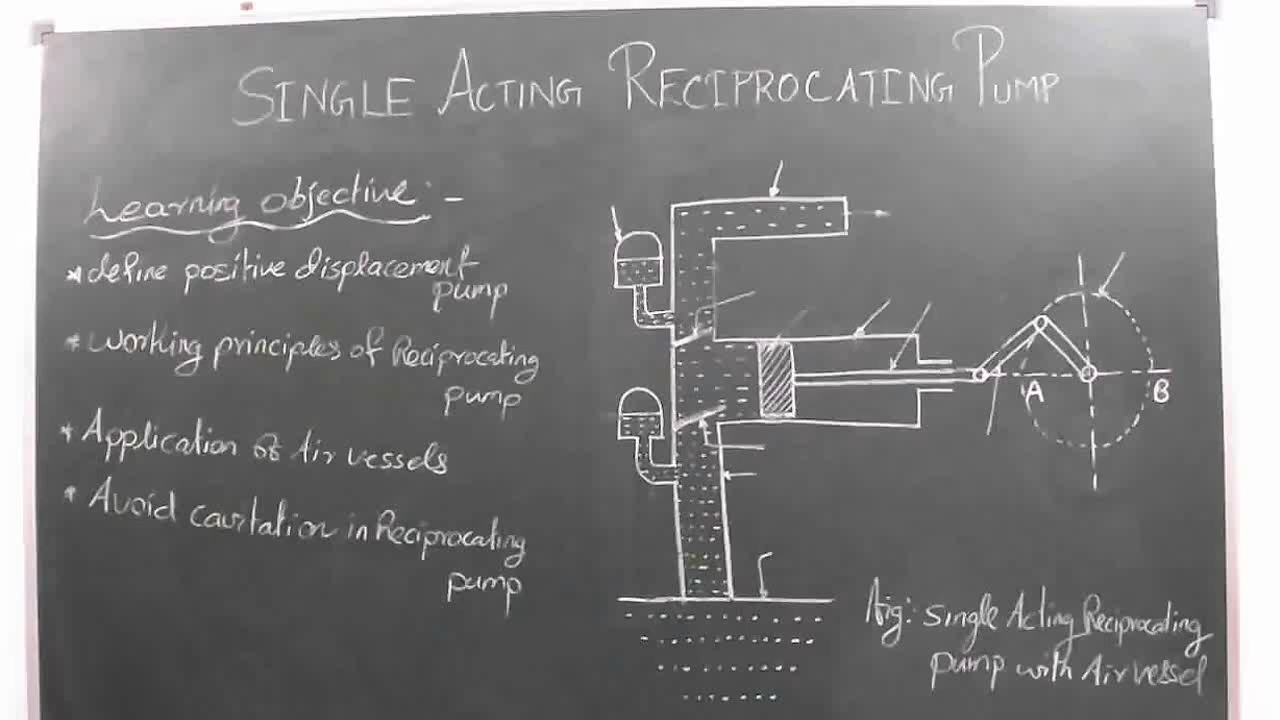 SINGLE ACTING RECIPROCATING PUMP
Learning objective:-
* define positive displacement
pump
* Working principles of Reciprocating
pump
* Application of Air vessels
* Avoid cavitation in Reciprocating
pump
A
B
Fig: Single Acting Reciprocating
pump with Air vessel